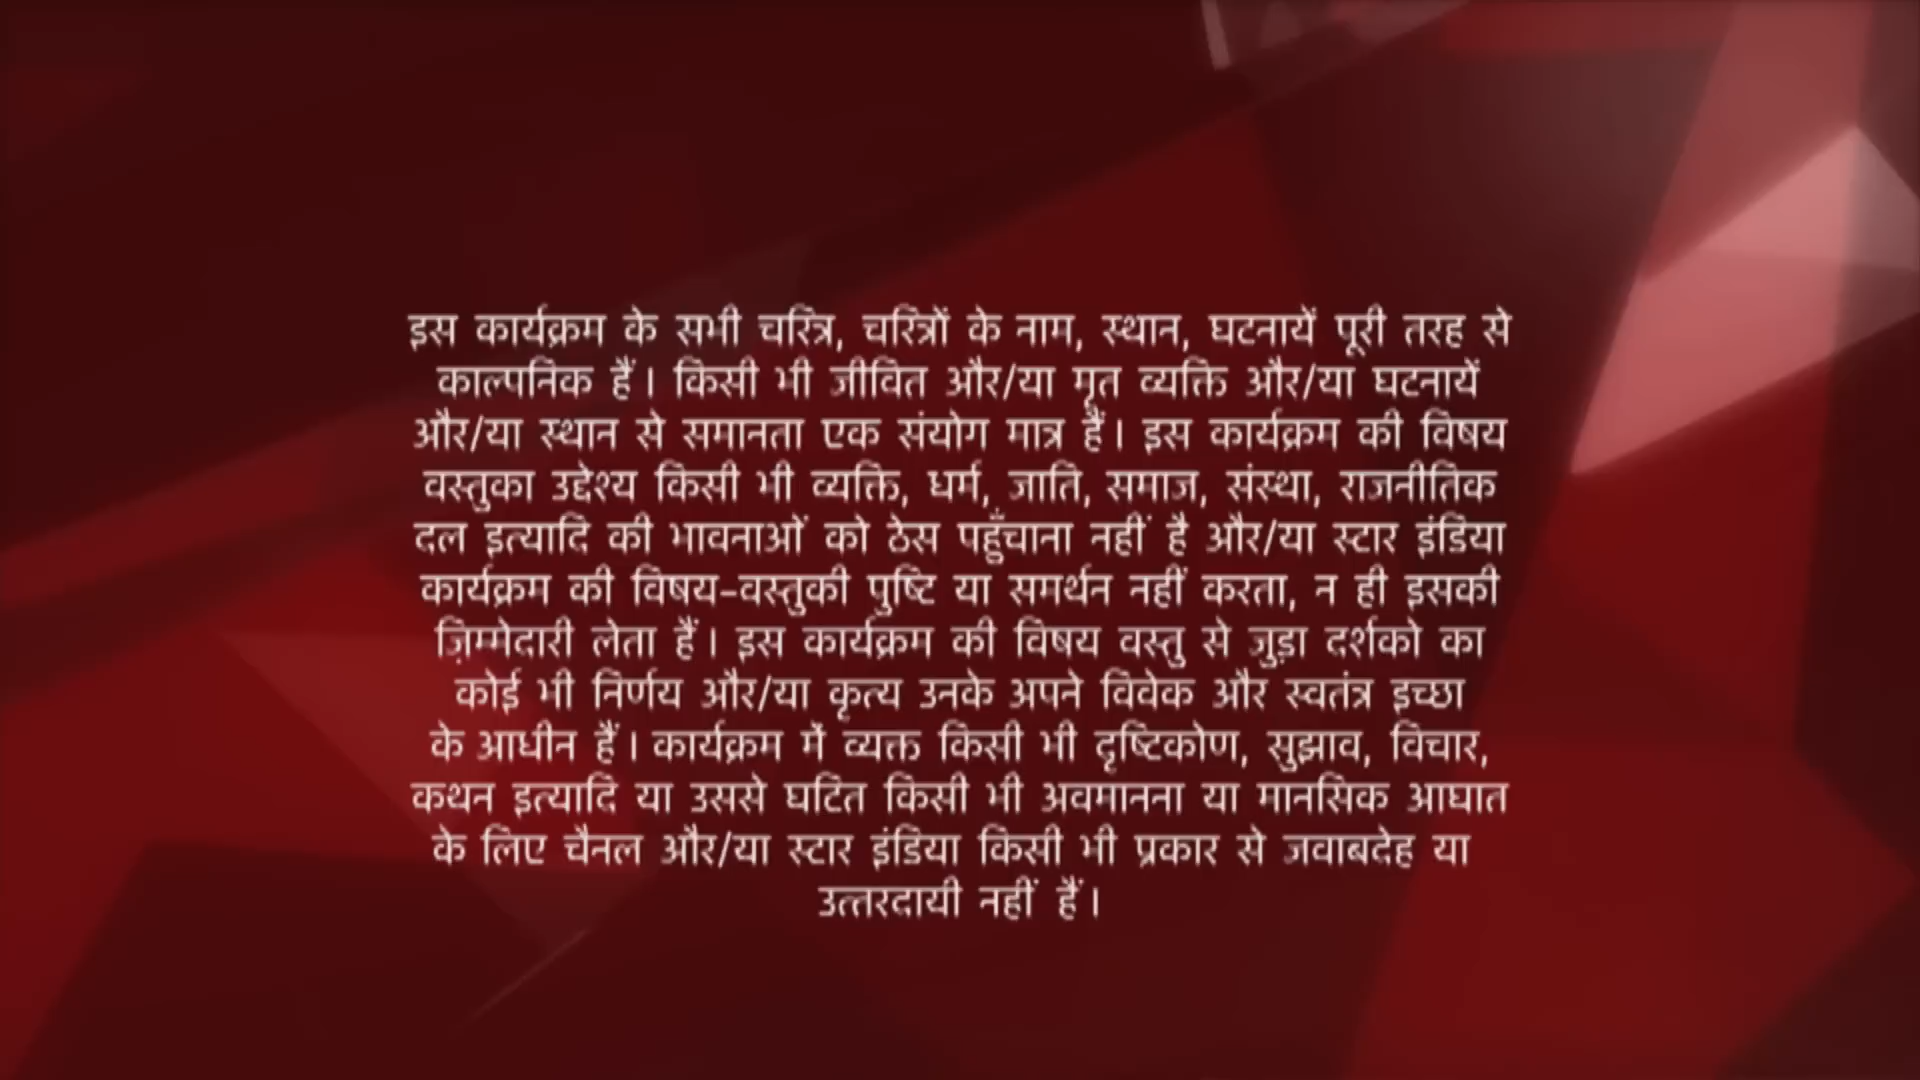 इस कार्यक्रम के सभी चरित्र, चरित्रों के नाम, स्थान, घटनायें पूरी तरह से
काल्पनिक हैं। किसी भी जीवित और/या मृत व्यक्ति और/या घटनायें
और/या स्थान से समानता एक संयोग मात्र हैं। इस कार्यक्रम की विषय
वस्तुका उद्देश्य किसी भी व्यक्ति, धर्म, जाति, समाज, संस्था, राजनीतिक
दल इत्यादि की भावनाओं को ठेस पहुँचाना नहीं है और/या स्टार इंडिया
कार्यक्रम की विषय-वस्तुकी पुष्टि या समर्थन नहीं करता, न ही इसकी
ज़िम्मेदारी लेता हैं। इस कार्यक्रम की विषय वस्तु से जुड़ा दर्शको का
कोई भी निर्णय और/या कृत्य उनके अपने विवेक और स्वतंत्र इच्छा
के आधीन हैं। कार्यक्रम में व्यक्त किसी भी दृष्टिकोण, सुझाव, विचार,
कथन इत्यादि या उससे घटित किसी भी अवमानना या मानसिक आघात
के लिए चैनल और/या स्टार इंडिया किसी भी प्रकार से जवाबदेह या
उत्तरदायी नहीं हैं।